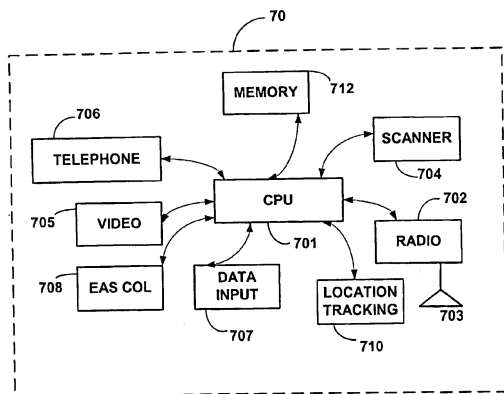 70
MEMORY
712
706
TELEPHONE
SCANNER
704
CPU
701
702
RADIO
703
705
VIDEO
708
EAS COL
DATA
INPUT
707
LOCATION
TRACKING
710